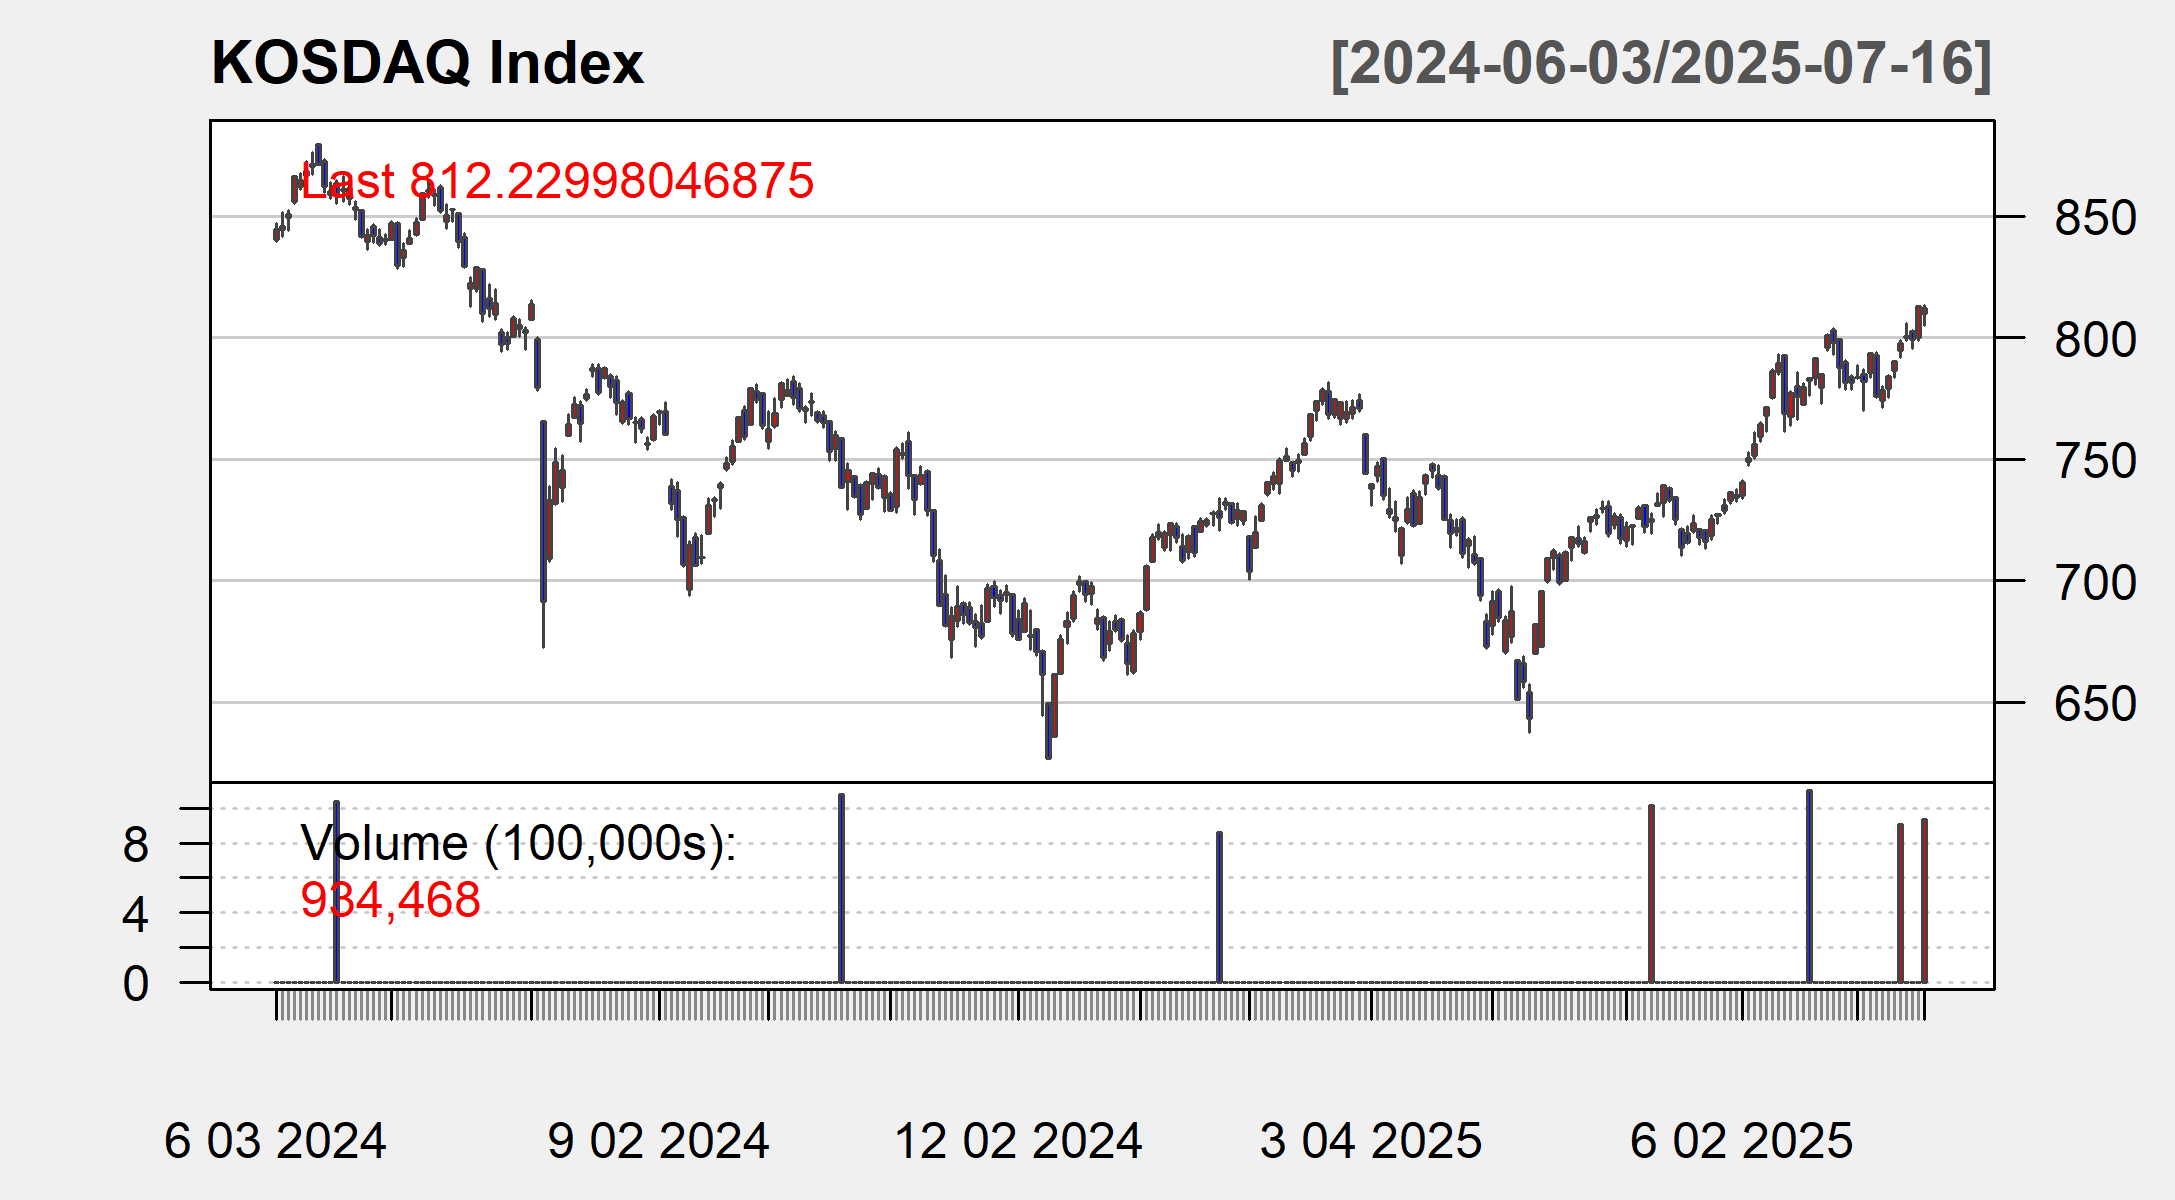 KOSDAQ Index
[2024-06-03/2025-07-16]
Last 812.22998046875
850
800
750
700
650
Volume (100,000s):
934,468
8
4
0
6 03 2024
9 02 2024
12 02 2024
3 04 2025
6 02 2025